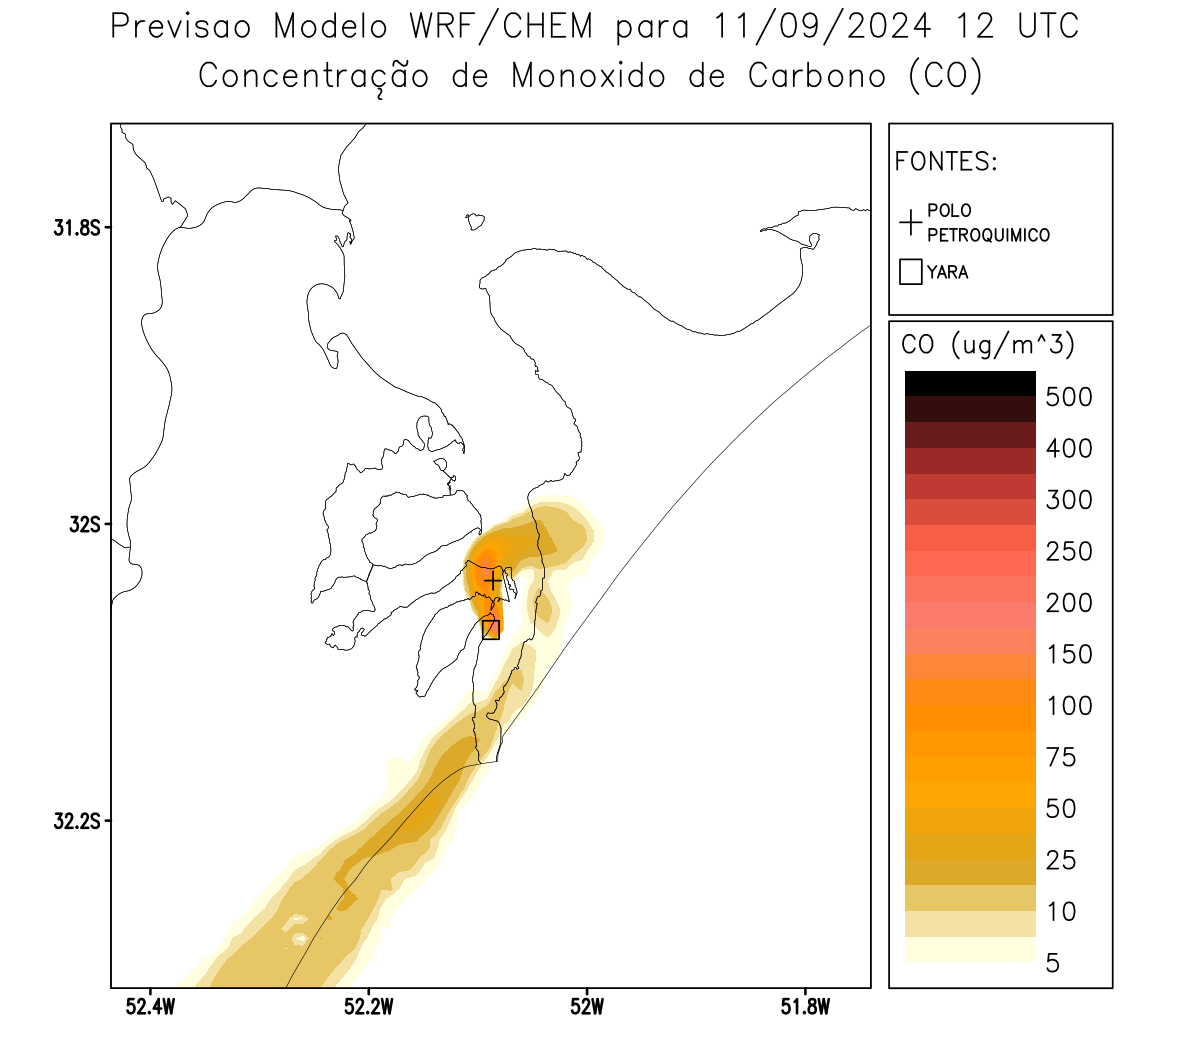 Previsao Modelo WRF/CHEM para 11/09/2024 12 UTC
Concentração de Monoxido de Carbono (CO)
FONTES:
POLO
PETROQUIMICO
YARA
CO (ug/m^3)
500
400
300
250
200
150
100
75
50
25
10
5
31.8S
32S
32.2S
52.4W
52.2W
52W
51.8W